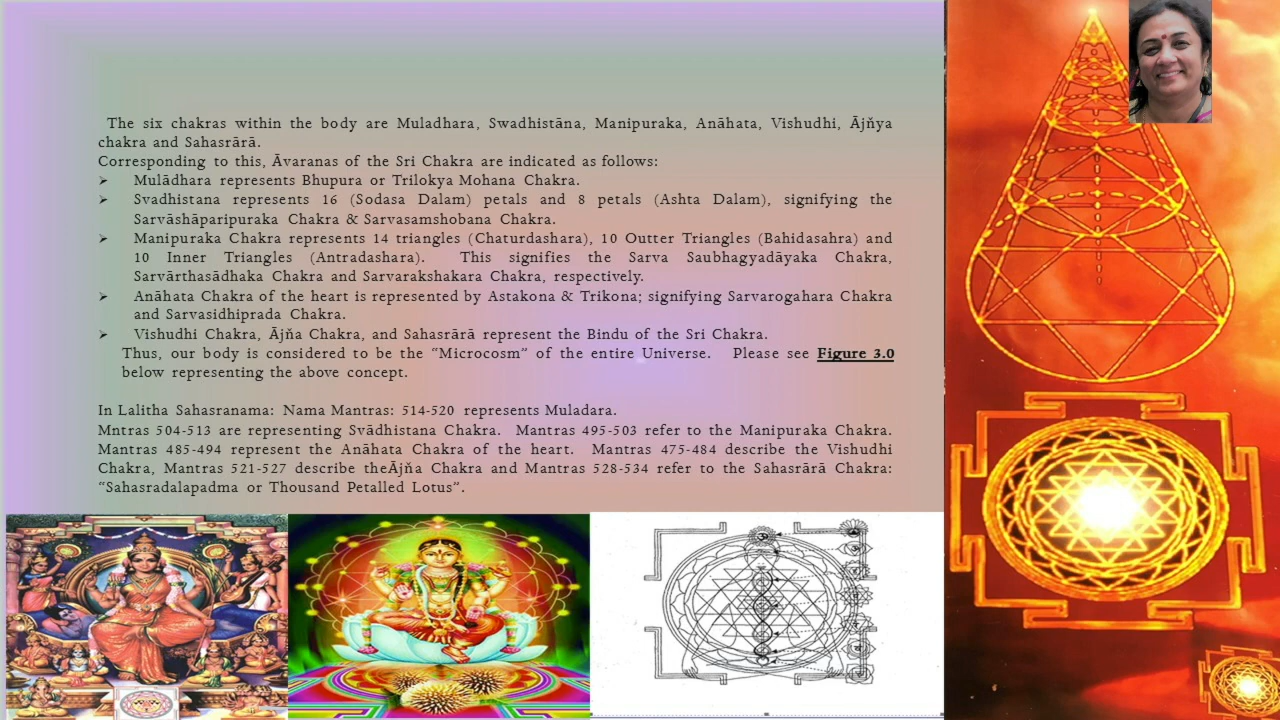 The six chakras within the body are Muladhara, Swadhistāna, Manipuraka, Anāhata, Vishudhi, Ājñya
chakra and Sahasrārā.
Corresponding to this, Āvaranas of the Sri Chakra are indicated as follows:
➢ Mulādhara represents Bhupura or Trilokya Mohana Chakra.
➢ Svadhistana represents 16 (Sōdasa Dalam) petals and 8 petals (Ashta Dalam), signifying the
Sarvāshāparipuraka Chakra & Sarvasamshobana Chakra.
➢ Manipuraka Chakra represents 14 triangles (Chaturdashara), 10 Outter Triangles (Bahidasahra) and
10 Inner Triangles (Antradashara). This signifies the Sarva Saubhagyadāyaka Chakra,
Sarvārthasādhaka Chakra and Sarvarakshakara Chakra, respectively.
➢ Anāhata Chakra of the heart is represented by Astakona & Trikona; signifying Sarvarogahara Chakra
and Sarvasidhiprada Chakra.
➢ Vishudhi Chakra, Ājña Chakra, and Sahasrārā represent the Bindu of the Sri Chakra.
Thus, our body is considered to be the “Microcosm” of the entire Universe. Please see Figure 3.0
below representing the above concept.
In Lalitha Sahasranama: Nama Mantras: 514-520 represents Muladara.
Mntras 504-513 are representing Svādhistana Chakra. Mantras 495-503 refer to the Manipuraka Chakra.
Mantras 485-494 represent the Anāhata Chakra of the heart. Mantras 475-484 describe the Vishudhi
Chakra, Mantras 521-527 describe theĀjña Chakra and Mantras 528-534 refer to the Sahasrārā Chakra:
“Sahasradalapadma or Thousand Petalled Lotus”.